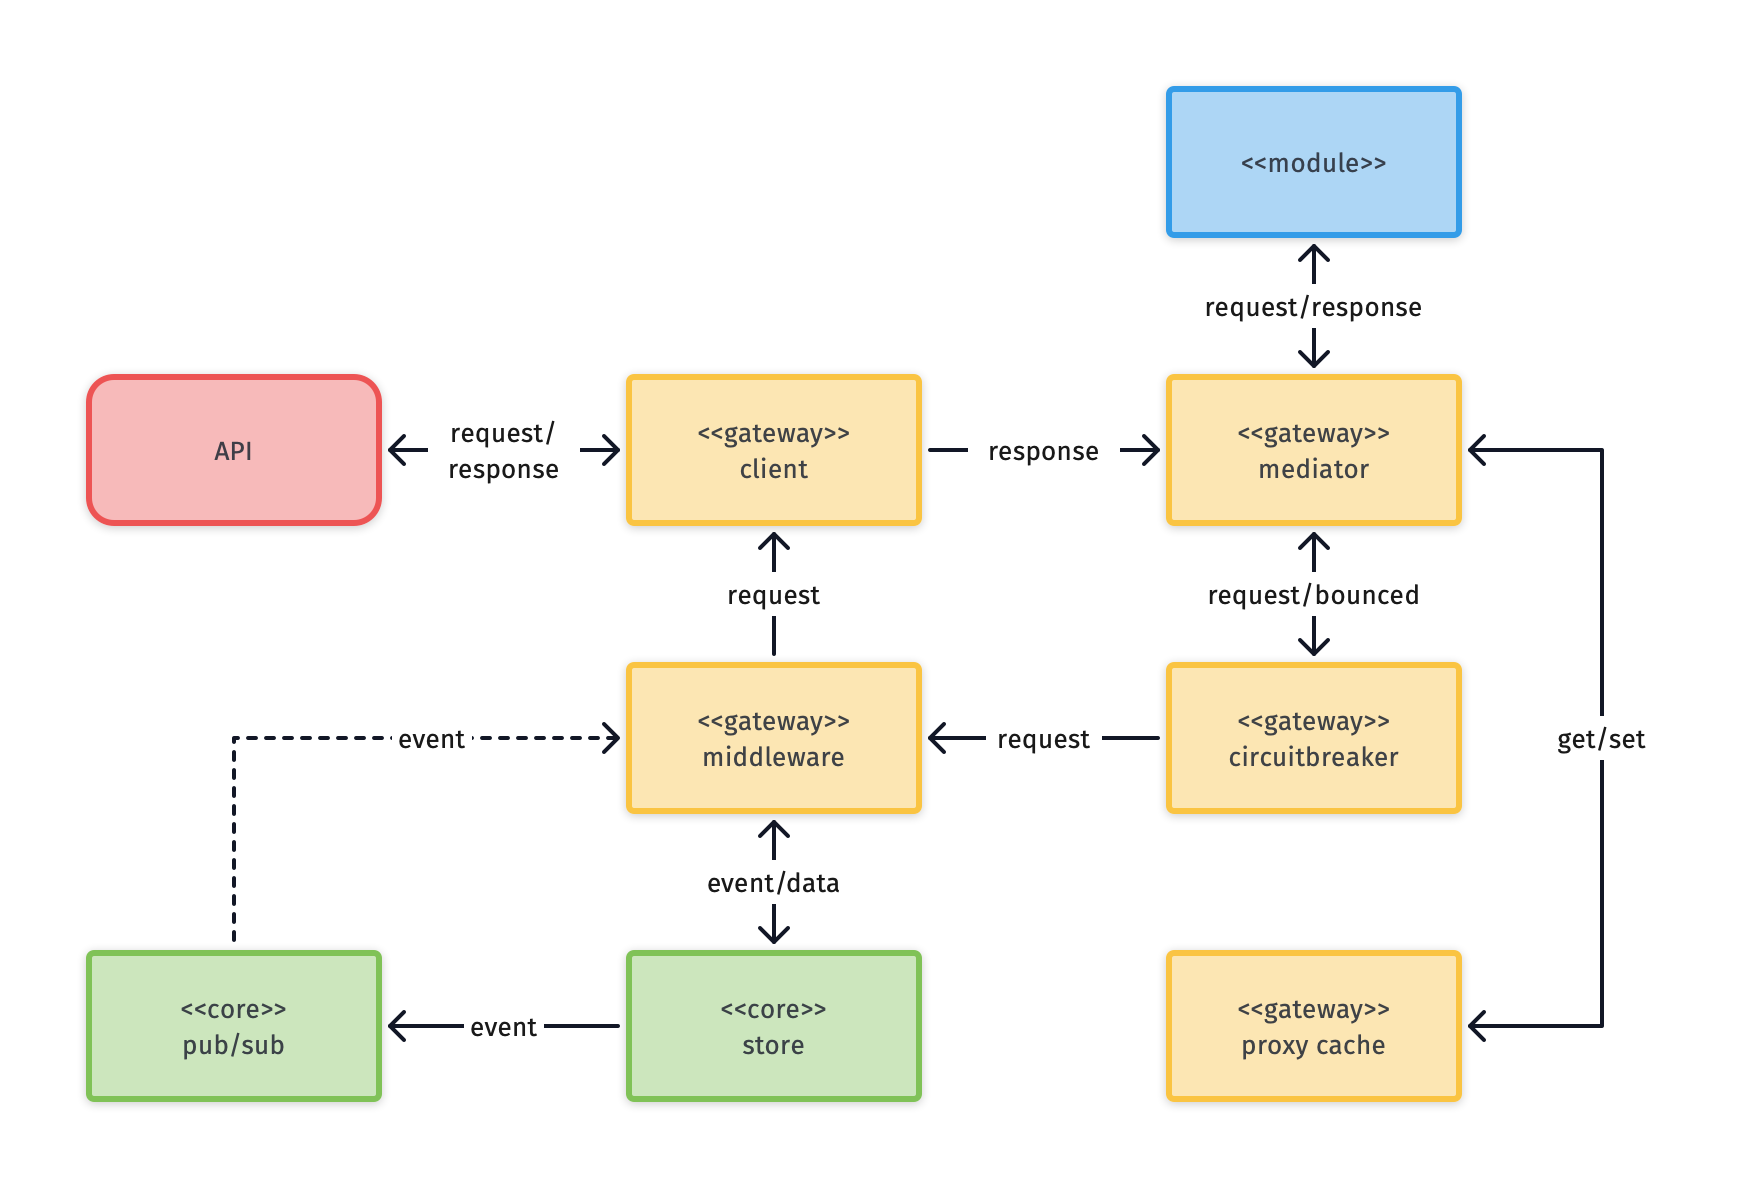 <<module>>
request/response
API
request/
response
<<gateway>>
client
response
<<gateway>>
mediator
request
request/bounced
event
<<gateway>>
middleware
request
<<gateway>>
circuitbreaker
get/set
event/data
<<core>>
pub/sub
event
<<core>>
store
<<gateway>>
proxy cache